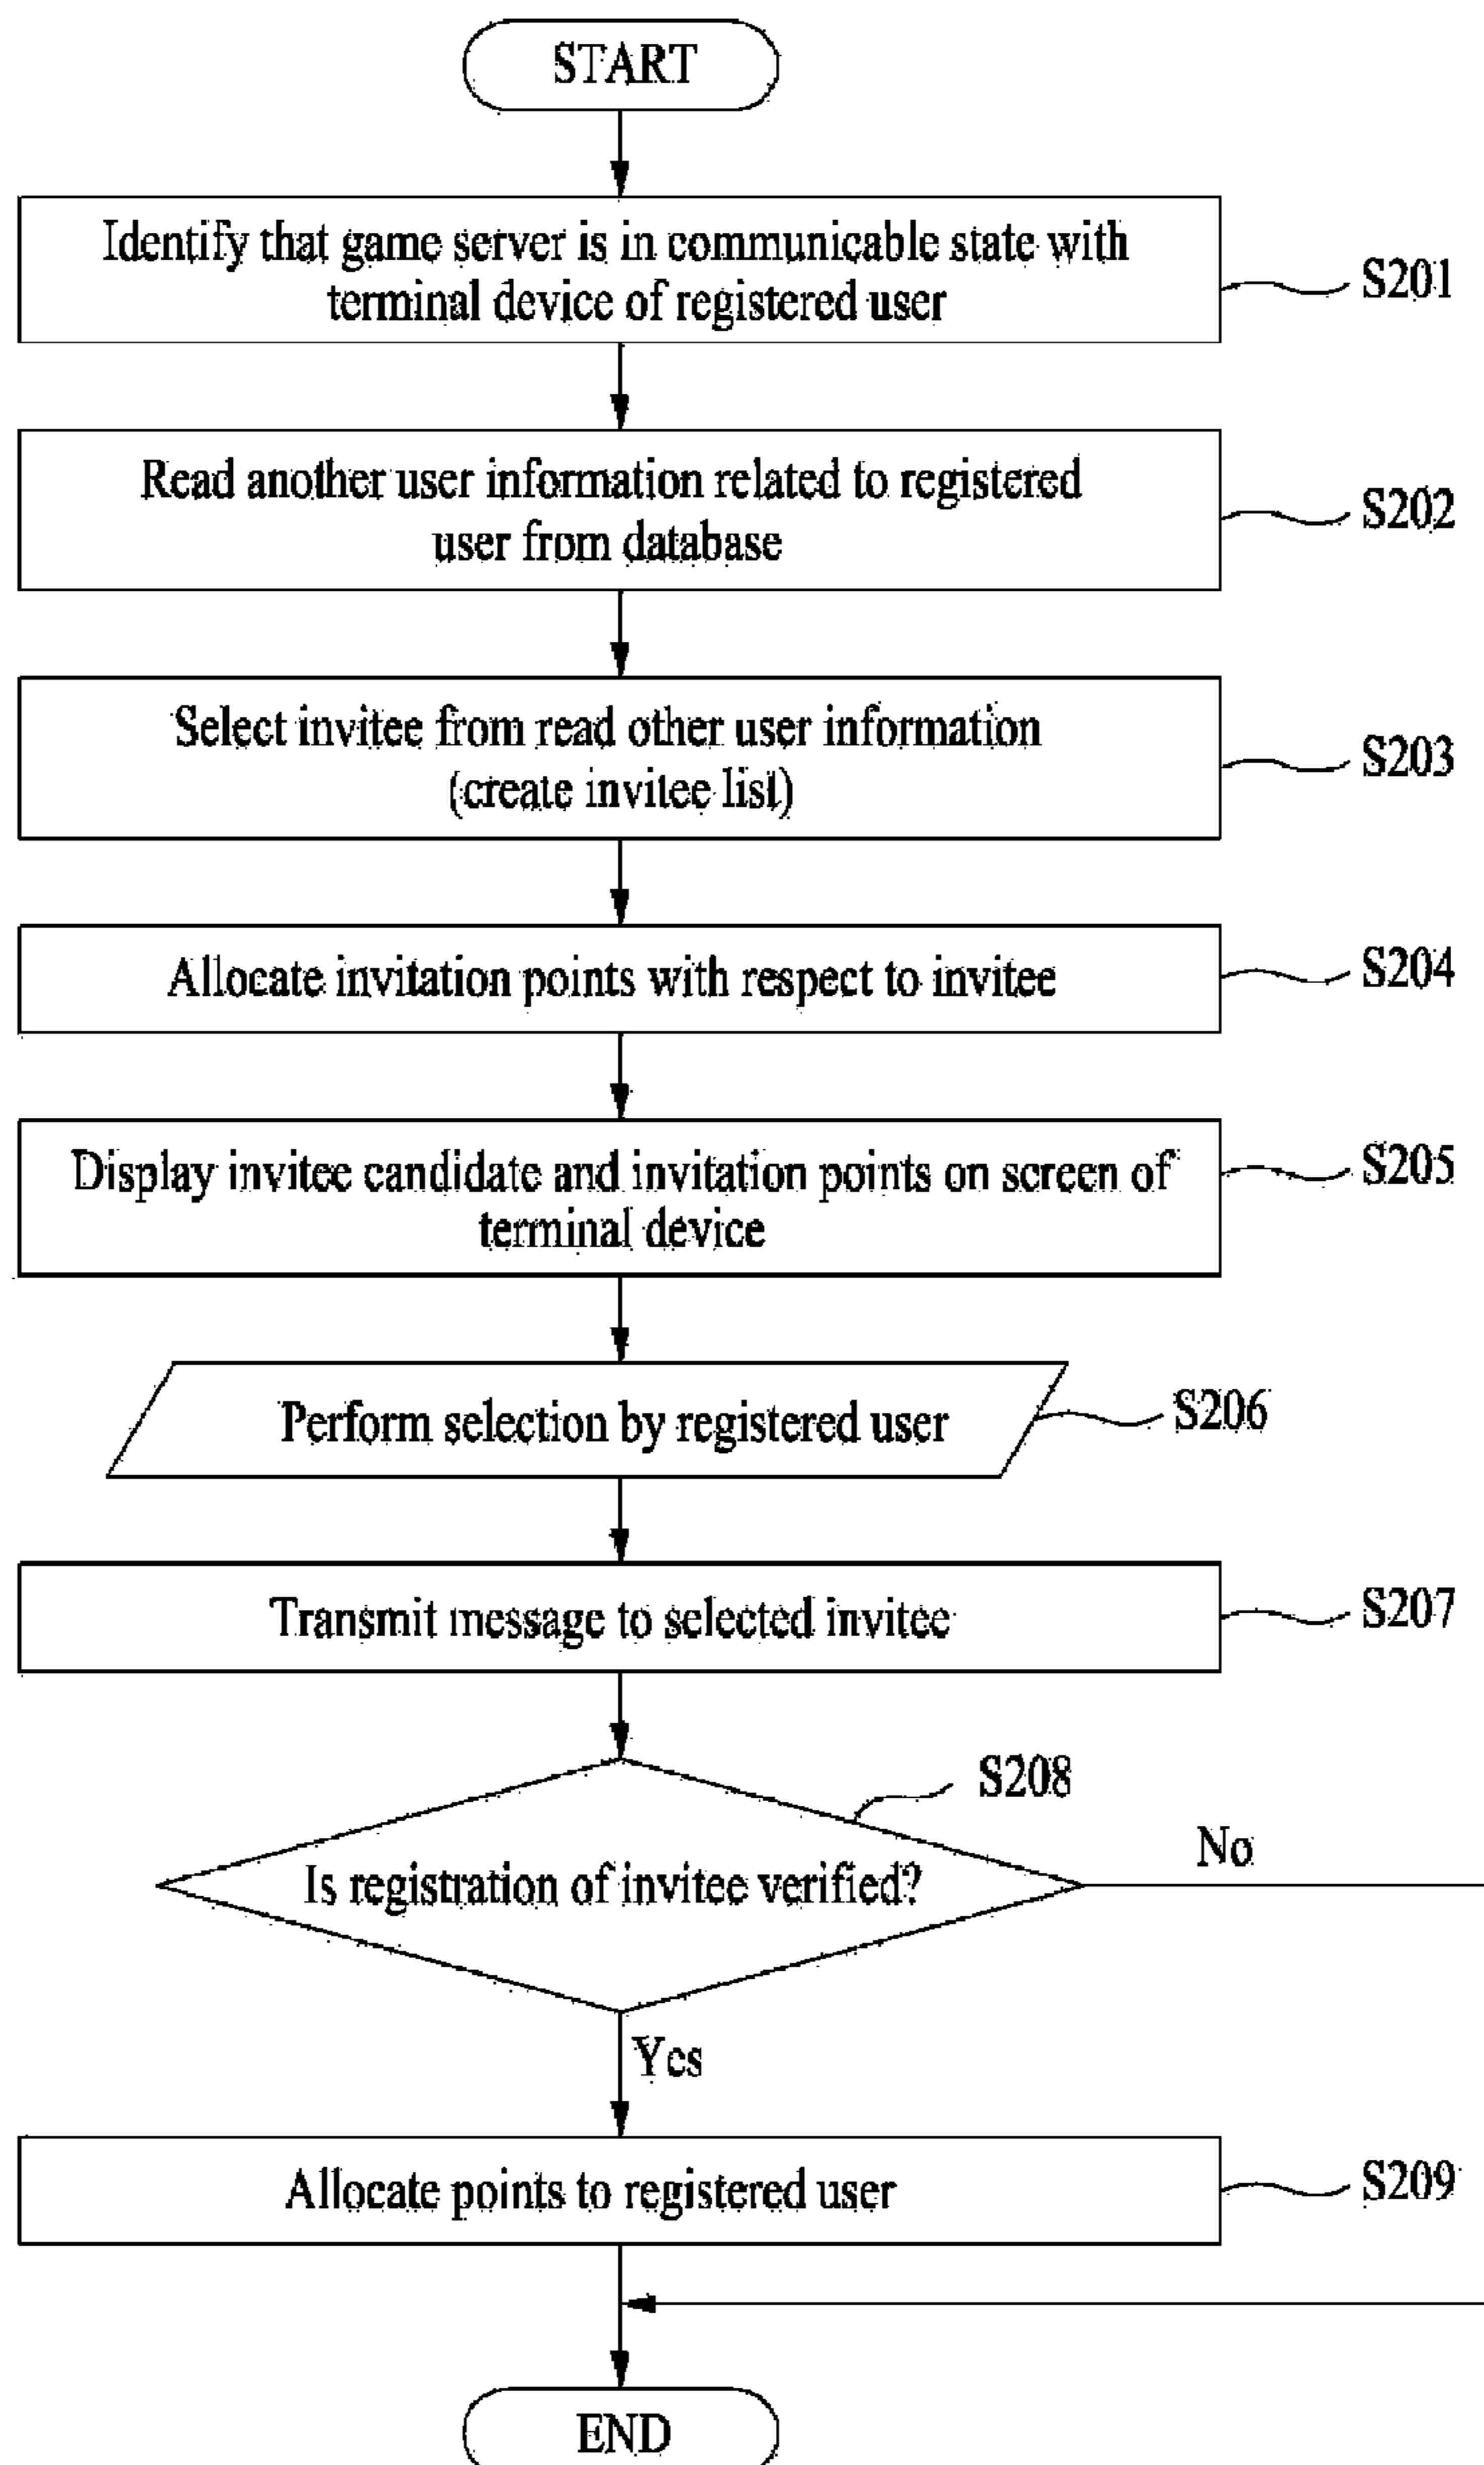 START
Identify that game server is in communicable state with
terminal device of registered user
S201
Read another user information related to registered
user from database
S202
Select invitee from read other user information
(create invitee list)
S203
Allocate invitation points with respect to invitee
S204
Display invitee candidate and invitation points on screen of
terminal device
S205
Perform selection by registered user
S206
Transmit message to selected invitee
S207
S208
Is registration of invitee verified?
No
Yes
Allocate points to registered user
S209
END